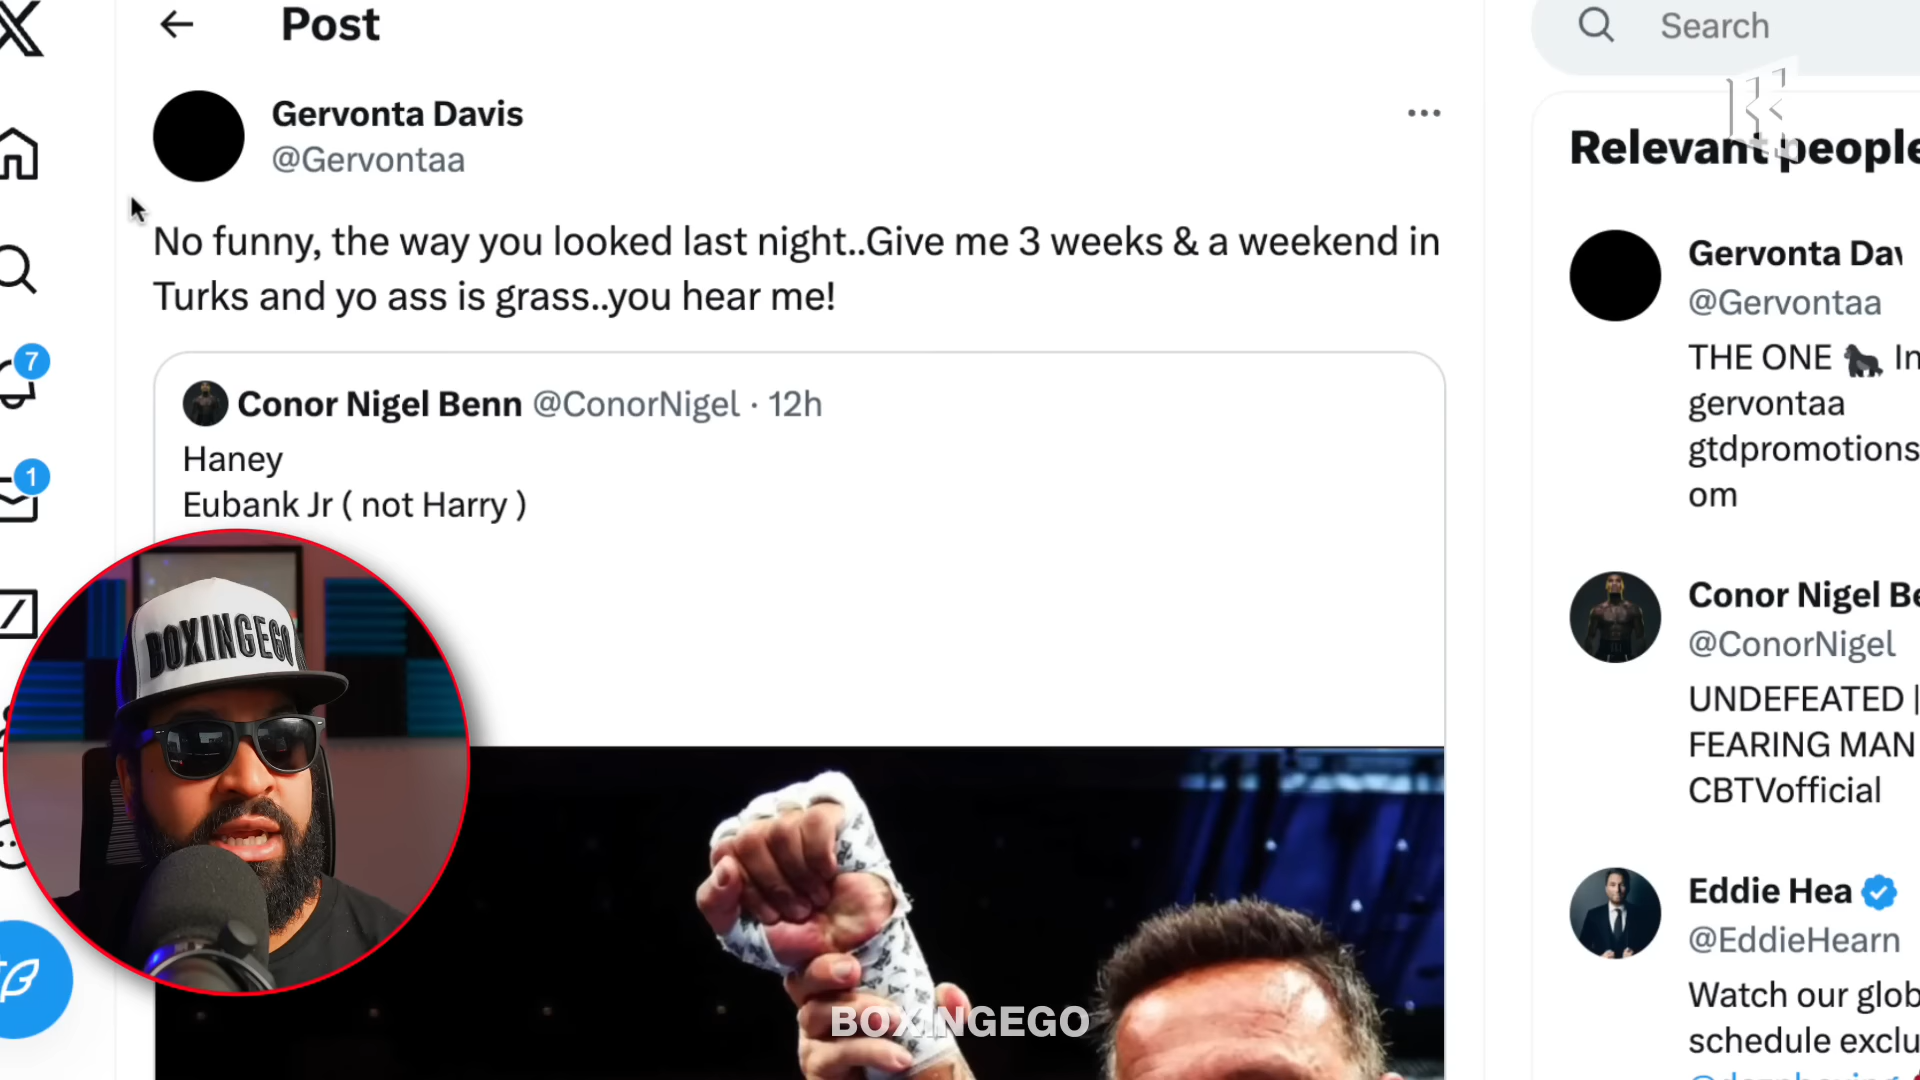 Post
Search
Gervonta Davis
@Gervontaa
No funny, the way you looked last night..Give me 3 weeks & a weekend in
Turks and yo ass is grass..you hear me!
Conor Nigel Benn @ConorNigel · 12h
Haney
Eubank Jr ( not Harry )
7
1
BOXINGEGO
BOXINGEGO
Relevant people
Gervonta Dav
@Gervontaa
THE ONE 🦍 In
gervontaa
gtdpromotions
om
Conor Nigel Be
@ConorNigel
UNDEFEATED |
FEARING MAN
CBTVofficial
Eddie Hea
@EddieHearn
Watch our glob
schedule exclu